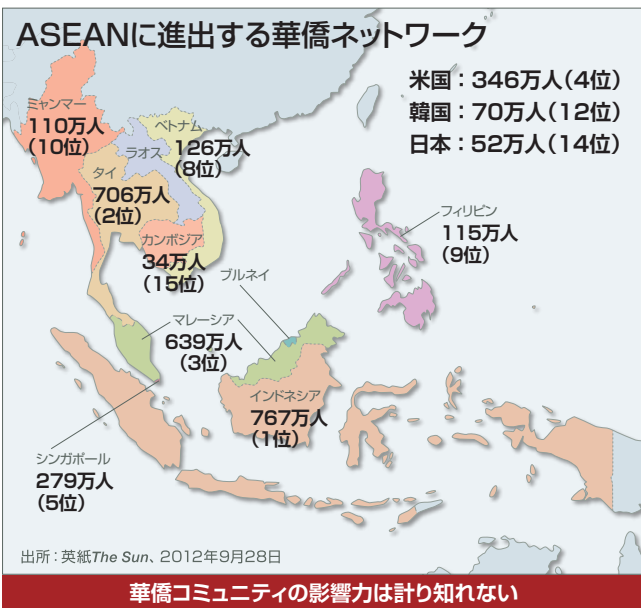 ASEANに進出する華僑ネットワーク
米国：346万人（4位）
韓国：70万人（12位）
日本：52万人（14位）
ミャンマー
110万人
（10位）
ベトナム
126万人
（8位）
ラオス
タイ
706万人
（2位）
カンボジア
34万人
（15位）
フィリピン
115万人
（9位）
ブルネイ
マレーシア
639万人
（3位）
インドネシア
767万人
（1位）
シンガポール
279万人
（5位）
出所：英紙The Sun、2012年9月28日
華僑コミュニティの影響力は計り知れない